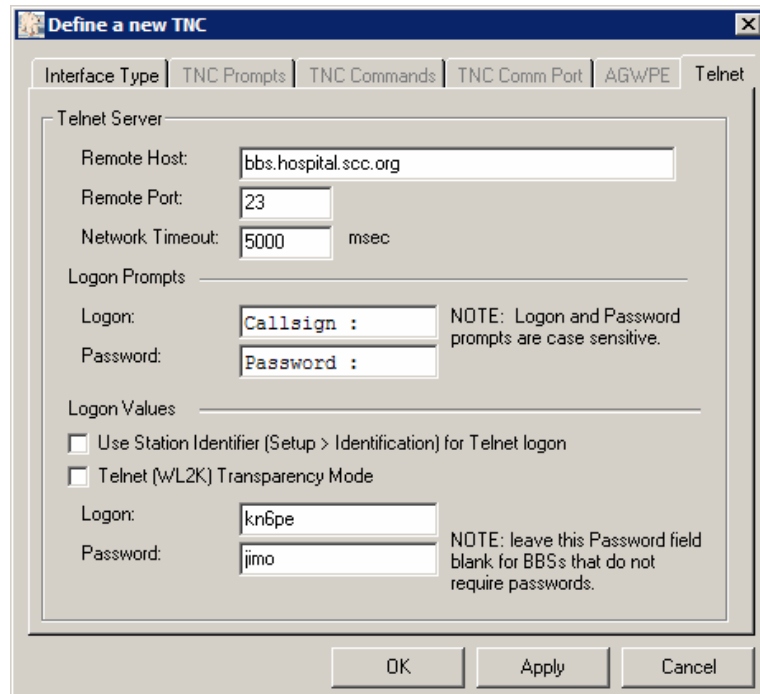 Define a new TNC
Interface Type TNC Prompts TNC Commands TNC Comm Port AGWPE Telnet
Telnet Server
Remote Host: bbs.hospital.scc.org
Remote Port: 23
Network Timeout: 5000 msec
Logon Prompts
Logon: Callsign :
NOTE: Logon and Password
prompts are case sensitive.
Password: Password :
Logon Values
Use Station Identifier (Setup > Identification) for Telnet logon
Telnet (WL2K) Transparency Mode
Logon: kn6pe
Password: jimo
NOTE: leave this Password field
blank for BBSs that do not
require passwords.
OK Apply Cancel